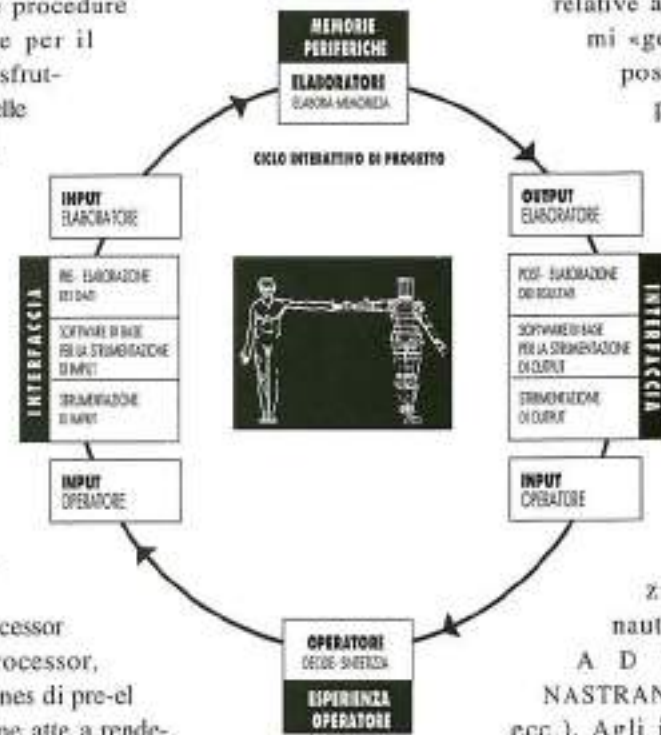 procedure
e per il
sfrut-
elle
relative a
mi «ge
pos
p
MEMORIE
PERIFERICHE
ELABORATORE
ELABORA-MEMORIZZA
CICLO INTERATTIVO DI PROGETTO
INPUT
ELABORATORE
OUTPUT
ELABORATORE
INTERFACCIA
PRE- ELABORAZIONE
DEI DATI
SOFTWARE DI BASE
PER LA STRUMENTAZIONE
DI INPUT
STRUMENTAZIONE
DI INPUT
POST- ELABORAZIONE
DEI RISULTATI
SOFTWARE DI BASE
PER LA STRUMENTAZIONE
DI OUTPUT
STRUMENTAZIONE
DI OUTPUT
INTERFACCIA
INPUT
OPERATORE
INPUT
OPERATORE
OPERATORE
DECIDE- SINTETIZZA
ESPERIENZA
OPERATORE
cessor
rocessor,
nes di pre-el
ne atte a rende-
z
naut
A D
NASTRAN
ecc.). Agli i